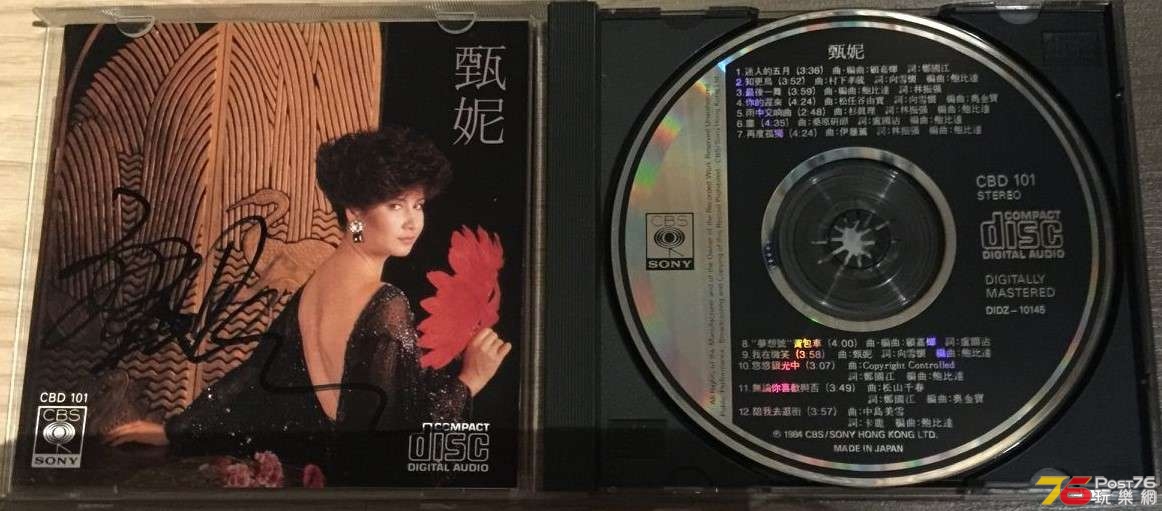 甄妮
CBD 101
CBS
SONY
COMPACT
disc
DIGITAL AUDIO
甄妮
1.迷人的五月 (3:36) 曲·編曲:顧嘉煇 詞:鄭國江
2.知更鳥 (3:52) 曲:村下孝蔵 詞:向雪懷 編曲:鮑比達
3.最後一舞 (3:59) 曲·編曲:鮑比達 詞:林振強
4.你的遲來 (4:24) 曲:松任谷由實 詞:向雪懷 編曲:奧金寶
5.雨中交响曲 (2:48) 曲:杉眞理 詞:林振強 編曲:鮑比達
6.塵 (4:35) 曲:桑原研郎 詞:盧國沾 編曲:鮑比達
7.再度孤獨 (4:24) 曲:伊藤薰 詞:林振強 編曲:鮑比達
CBD 101
STEREO
COMPACT
disc
DIGITAL AUDIO
CBS
SONY
DIGITALLY
MASTERED
DIDZ-10145
8."夢想號"黃包車 (4:00) 曲·編曲:顧嘉煇 詞:盧國沾
9.我在微笑 (3:58) 曲:甄妮 詞:向雪懷 編曲:鮑比達
10.悠悠銀光中 (3:07) 曲:Copyright Controlled
詞:鄭國江 編曲:鮑比達
11.無論你喜歡與否 (3:49) 曲:松山千春
詞:鄭國江 編曲:奧金寶
12.陪我去逛街 (3:57) 曲:中島美雪
詞:卡龍 編曲:鮑比達
℗ 1984 CBS/SONY HONG KONG LTD.
MADE IN JAPAN
76 Post76
玩樂網